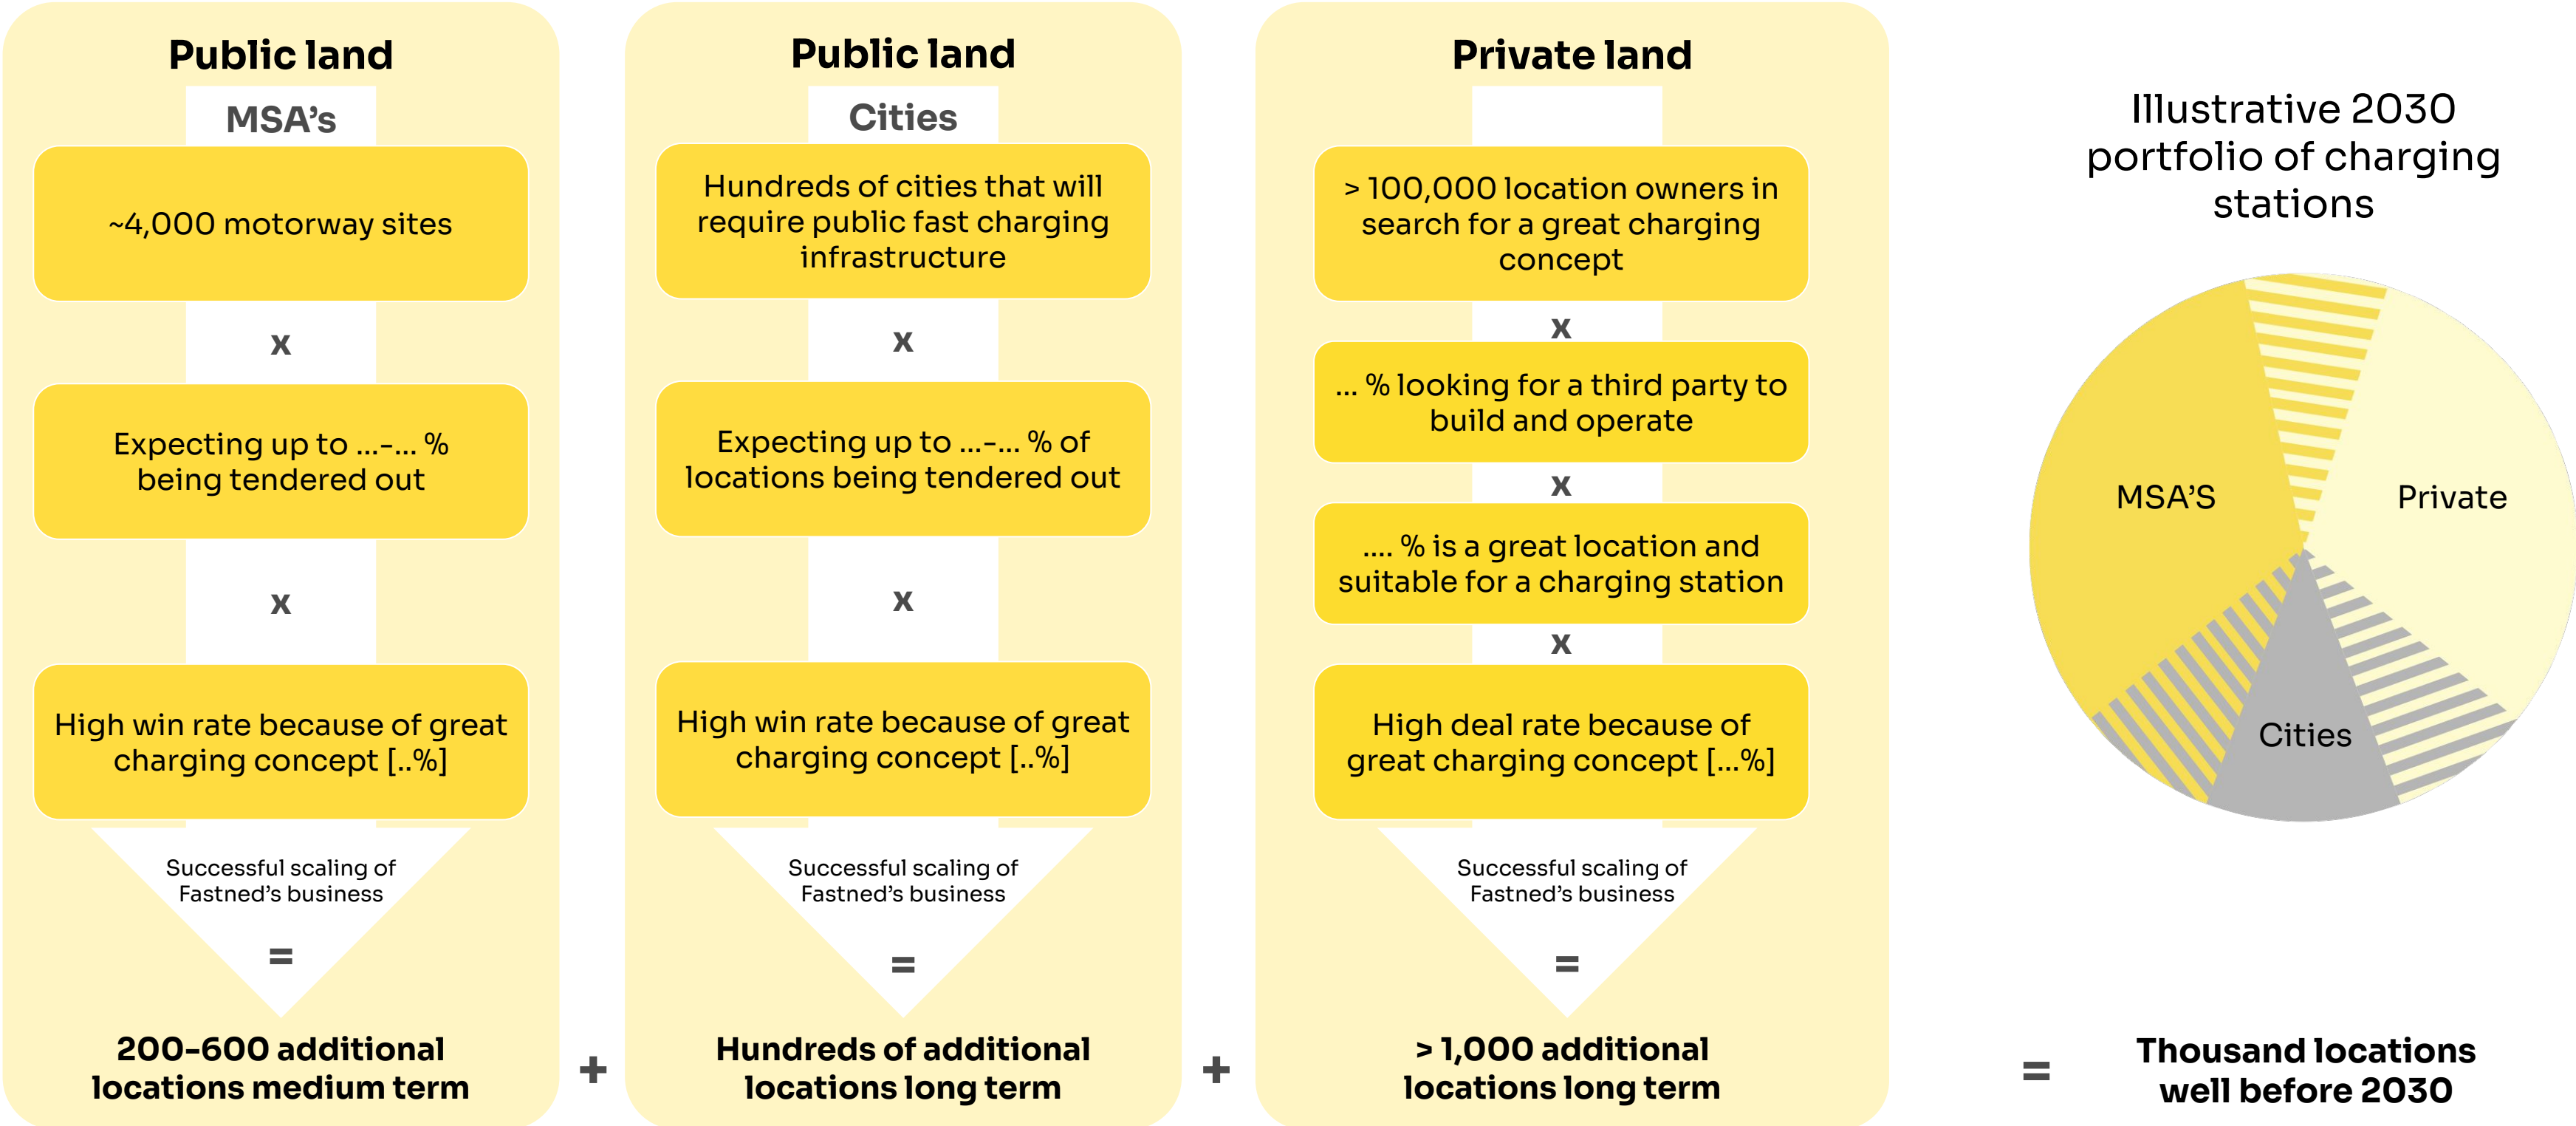 Public land
MSA's
~4,000 motorway sites
x
Expecting up to ...-... %
being tendered out
x
High win rate because of great
charging concept [..%]
Successful scaling of
Fastned's business
=
200-600 additional
locations medium term
+
Public land
Cities
Hundreds of cities that will
require public fast charging
infrastructure
x
Expecting up to ...-... % of
locations being tendered out
x
High win rate because of great
charging concept [..%]
Successful scaling of
Fastned's business
=
Hundreds of additional
locations long term
+
Private land
> 100,000 location owners in
search for a great charging
concept
x
... % looking for a third party to
build and operate
x
.... % is a great location and
suitable for a charging station
x
High deal rate because of
great charging concept [...%]
Successful scaling of
Fastned's business
=
> 1,000 additional
locations long term
=
Illustrative 2030
portfolio of charging
stations
MSA'S
Private
Cities
Thousand locations
well before 2030